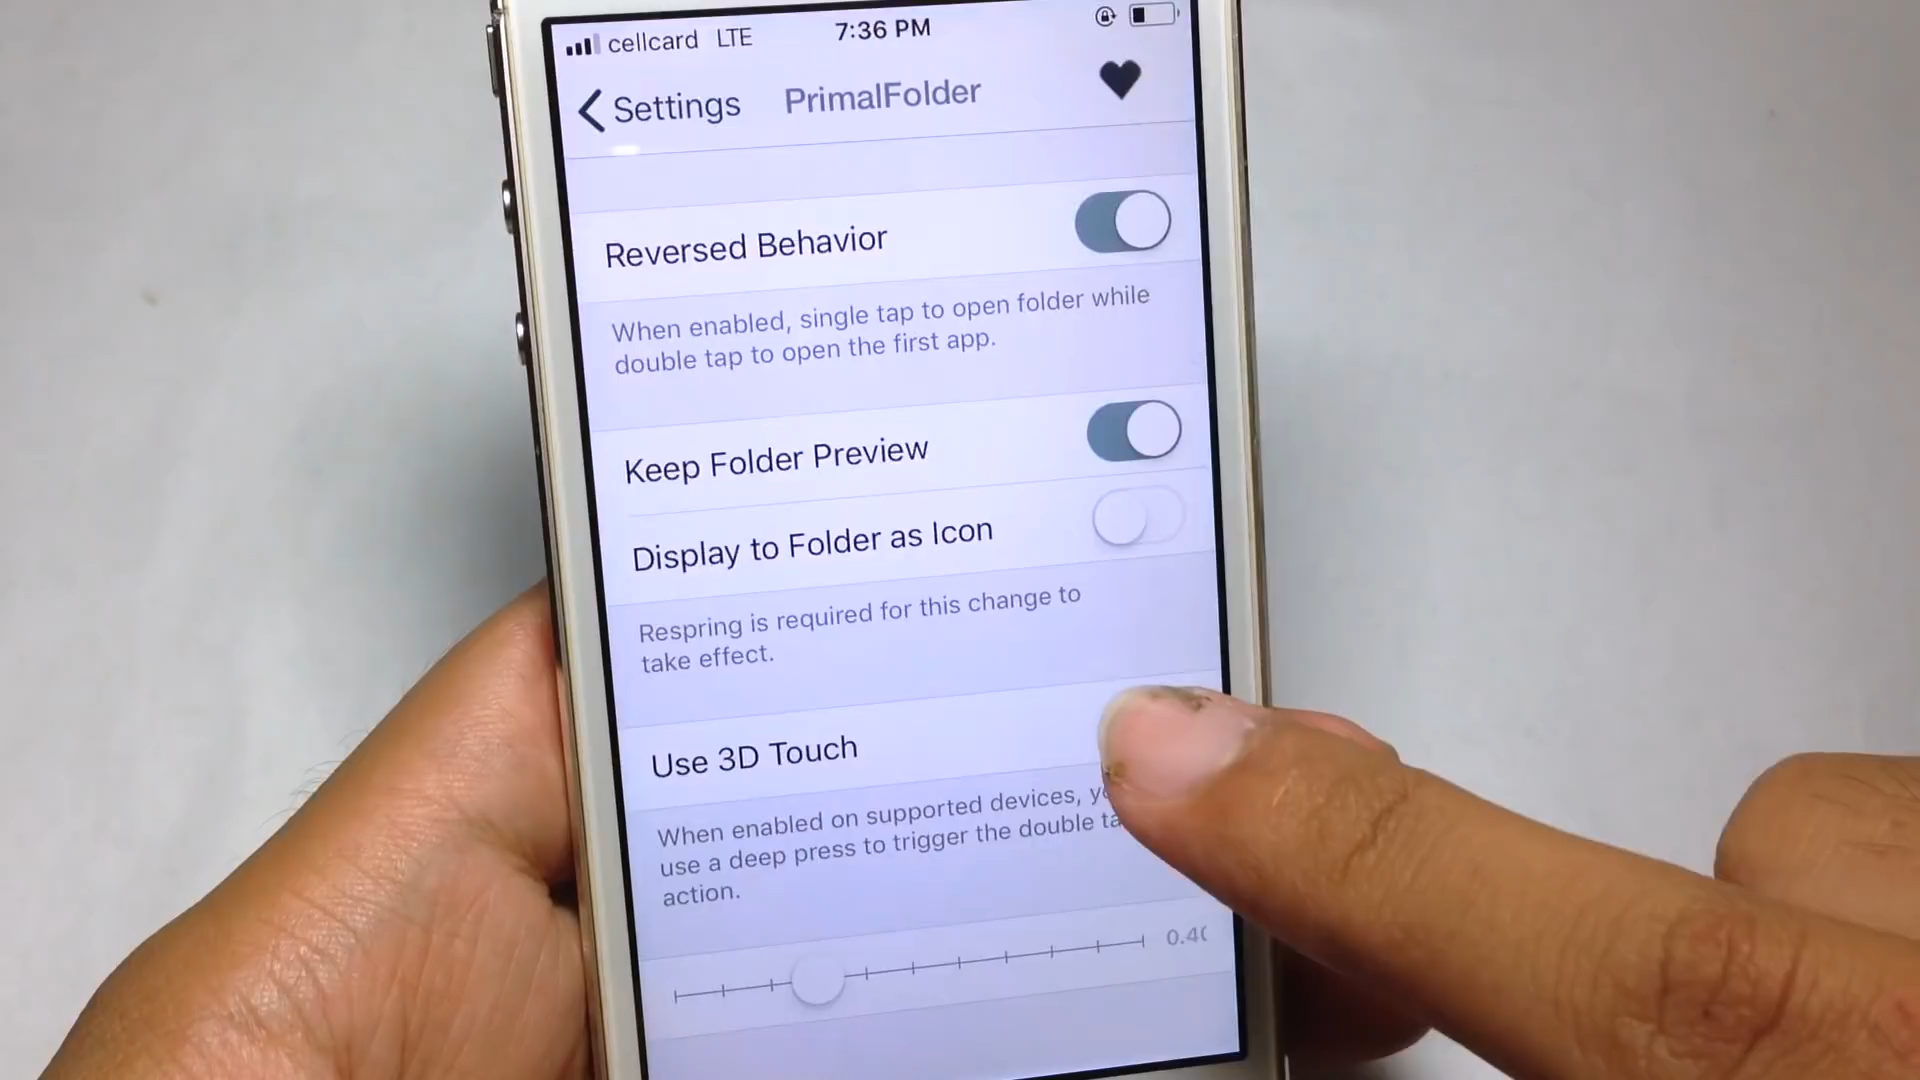 cellcard LTE 7:36 PM
Settings PrimalFolder
Reversed Behavior
When enabled, single tap to open folder while
double tap to open the first app.
Keep Folder Preview
Display to Folder as Icon
Respring is required for this change to
take effect.
Use 3D Touch
When enabled on supported devices,
use a deep press to trigger the double
action.